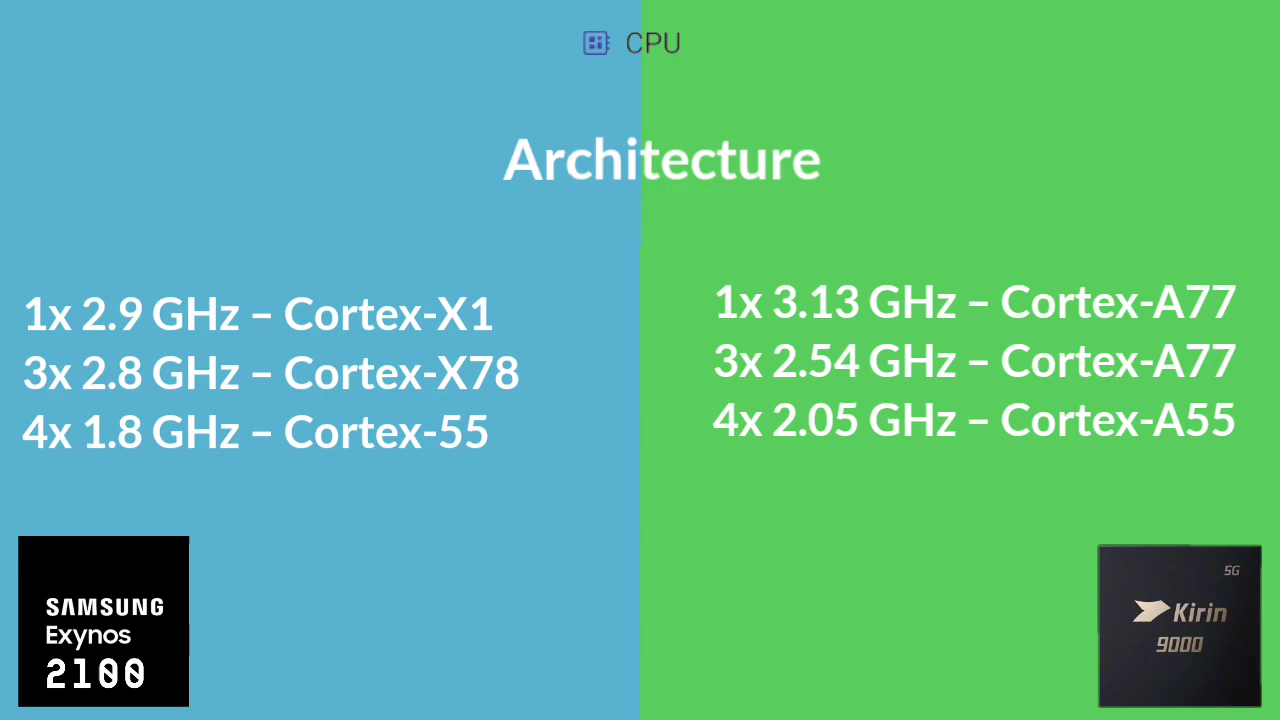 CPU
Architecture
1x 2.9 GHz – Cortex-X1
3x 2.8 GHz – Cortex-X78
4x 1.8 GHz – Cortex-55
1x 3.13 GHz – Cortex-A77
3x 2.54 GHz – Cortex-A77
4x 2.05 GHz – Cortex-A55
SAMSUNG
Exynos
2100
5G
Kirin
9000